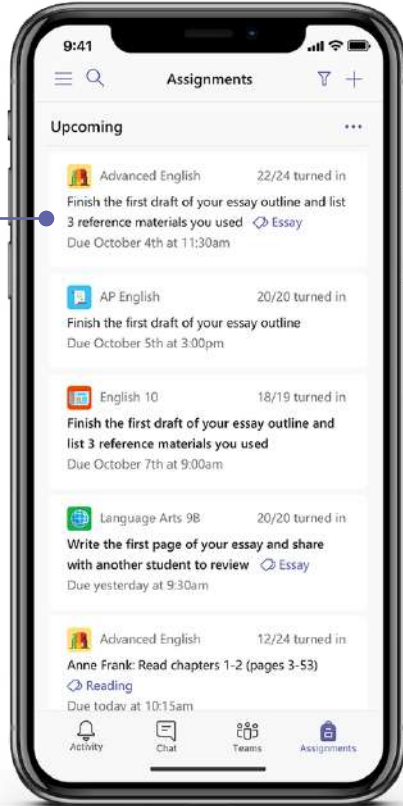 9:41
Assignments
Upcoming
Advanced English 22/24 turned in
Finish the first draft of your essay outline and list
3 reference materials you used Essay
Due October 4th at 11:30am
AP English 20/20 turned in
Finish the first draft of your essay outline
Due October 5th at 3:00pm
English 10 18/19 turned in
Finish the first draft of your essay outline and
list 3 reference materials you used
Due October 7th at 9:00am
Language Arts 9B 20/20 turned in
Write the first page of your essay and share
with another student to review Essay
Due yesterday at 9:30am
Advanced English 12/24 turned in
Anne Frank: Read chapters 1-2 (pages 3-53)
Reading
Due today at 10:15am
Activity Chat Teams Assignments